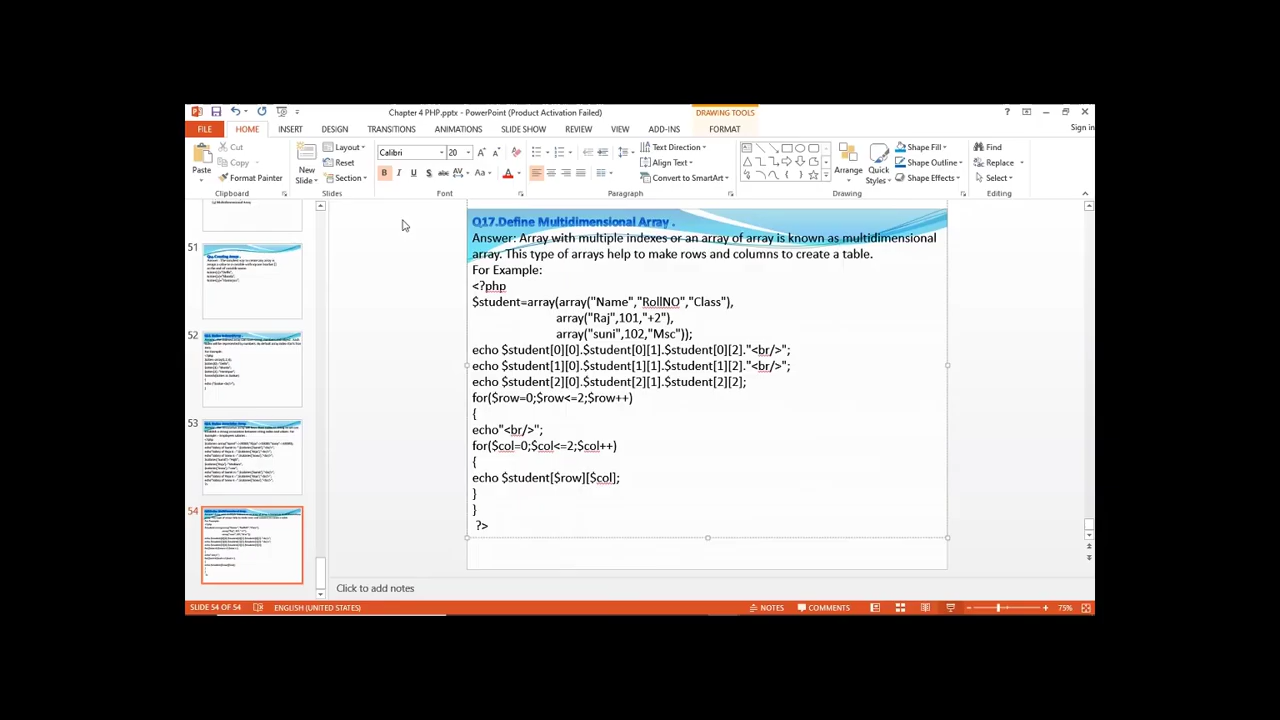 Chapter 4 PHP.pptx - PowerPoint (Product Activation Failed)
DRAWING TOOLS
FILE HOME INSERT DESIGN TRANSITIONS ANIMATIONS SLIDE SHOW REVIEW VIEW ADD-INS FORMAT Sign in
Paste Cut Copy Format Painter Clipboard
New Slide Layout Reset Section Slides
Calibri 20 B I U S abc AV Aa A Font
Text Direction Align Text Convert to SmartArt Paragraph
Arrange Quick Styles Shape Fill Shape Outline Shape Effects Drawing
Find Replace Select Editing
51
52
53
54
Q17.Define Multidimensional Array .
Answer: Array with multiple indexes or an array of array is known as multidimensional
array. This type of arrays help to make rows and columns to create a table.
For Example:
<?php
$student=array(array("Name","RollNO","Class"),
array("Raj",101,"+2"),
array("suni",102,"Msc"));
echo $student[0][0].$student[0][1].$student[0][2]."<br/>";
echo $student[1][0].$student[1][1].$student[1][2]."<br/>";
echo $student[2][0].$student[2][1].$student[2][2];
for($row=0;$row<=2;$row++)
{
echo"<br/>";
for($col=0;$col<=2;$col++)
{
echo $student[$row][$col];
}
}
?>
Click to add notes
SLIDE 54 OF 54 ENGLISH (UNITED STATES) NOTES COMMENTS 75%